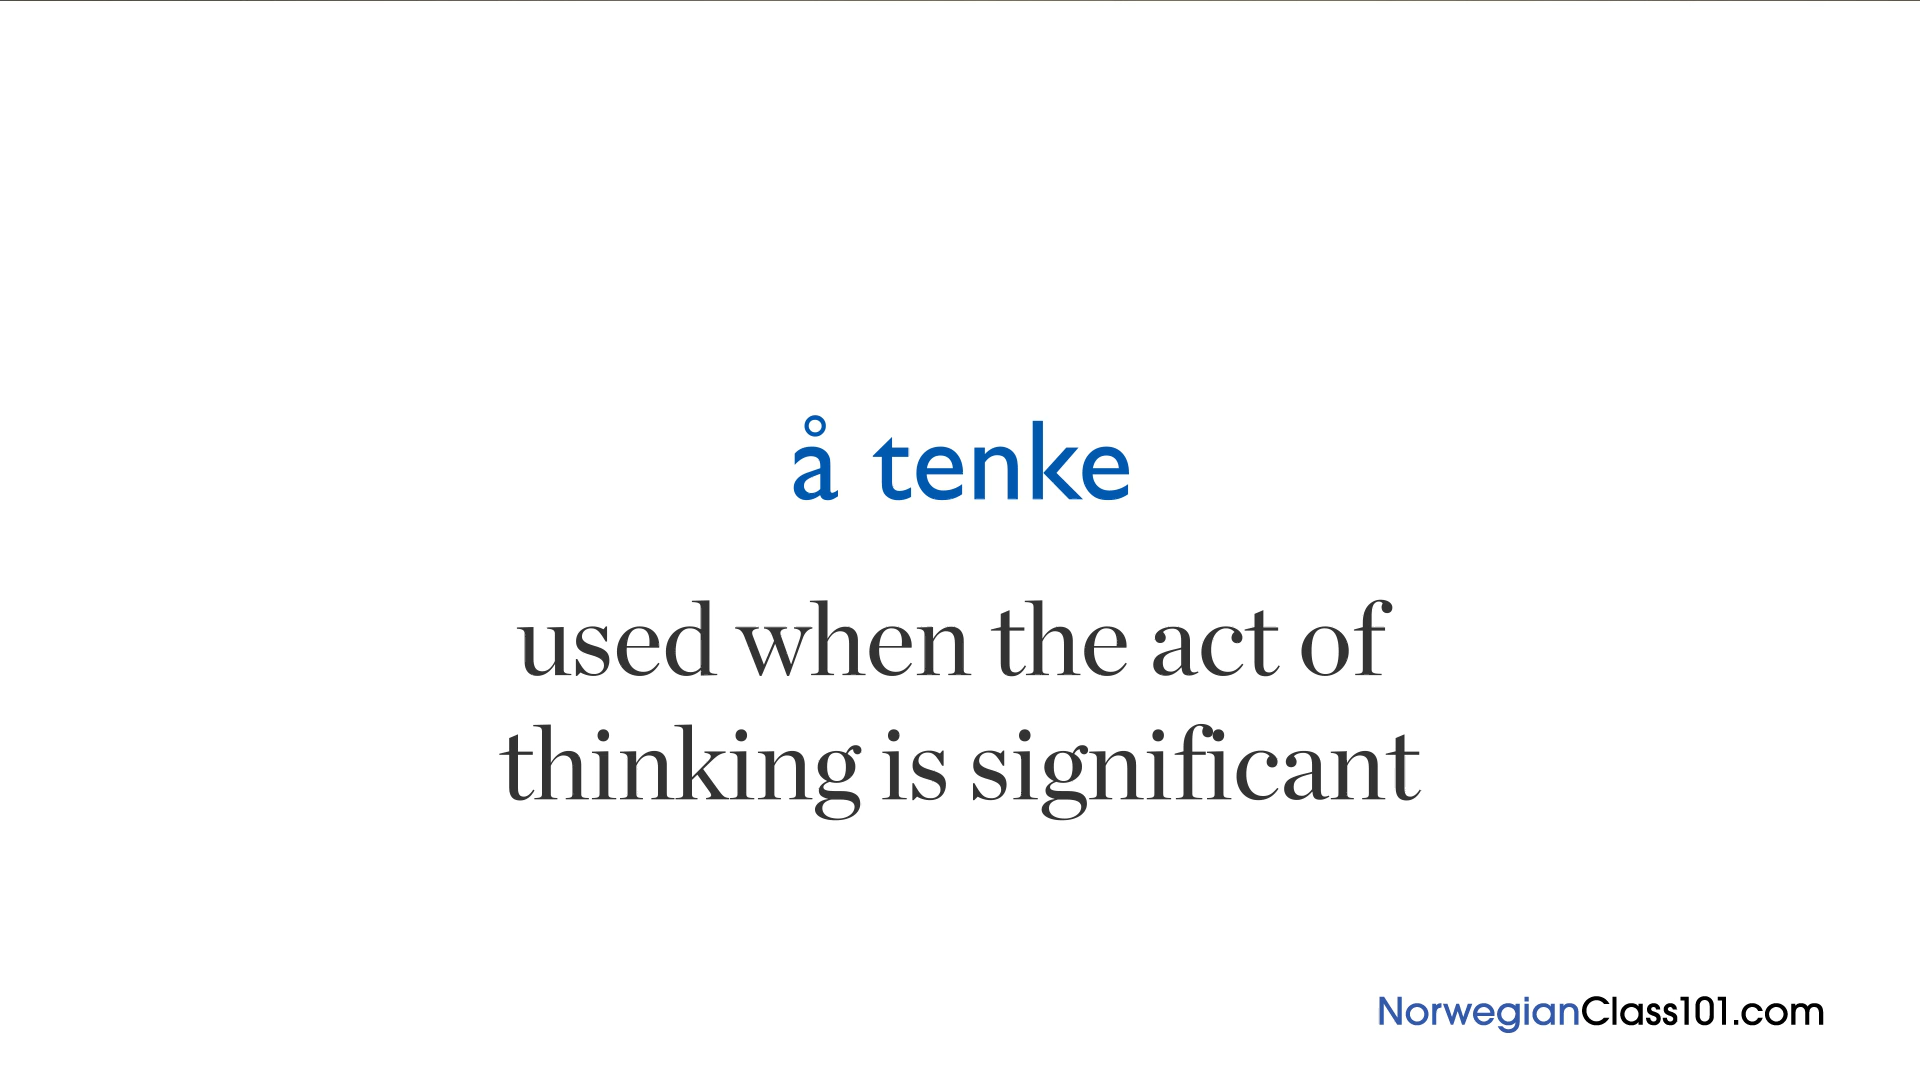 å tenke
used when the act of
thinking is significant
NorwegianClass101.com